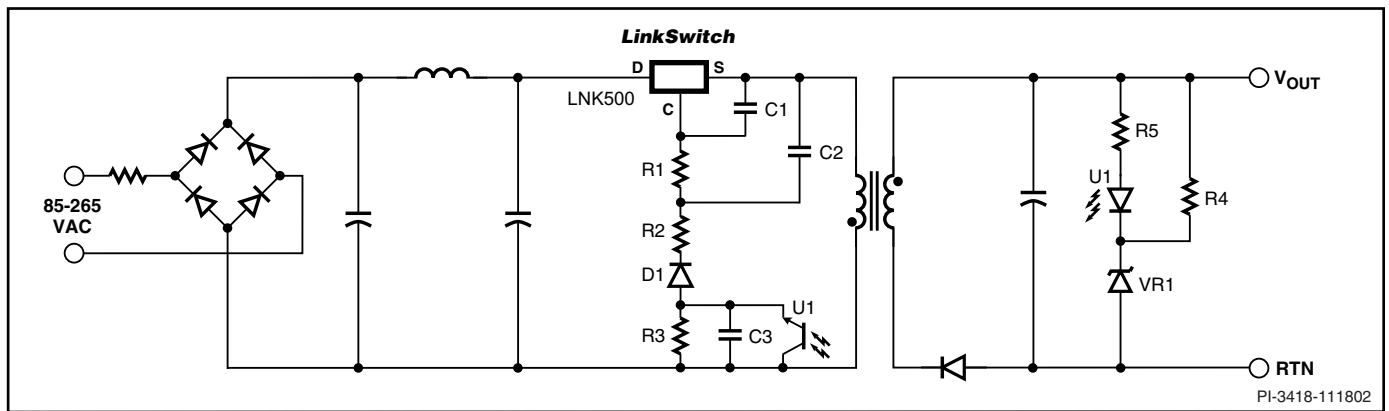 LinkSwitch
D
S
LNK500
C
C1
C2
R1
R2
D1
R3
C3
U1
85-265
VAC
R5
U1
R4
VR1
VOUT
RTN
PI-3418-111802